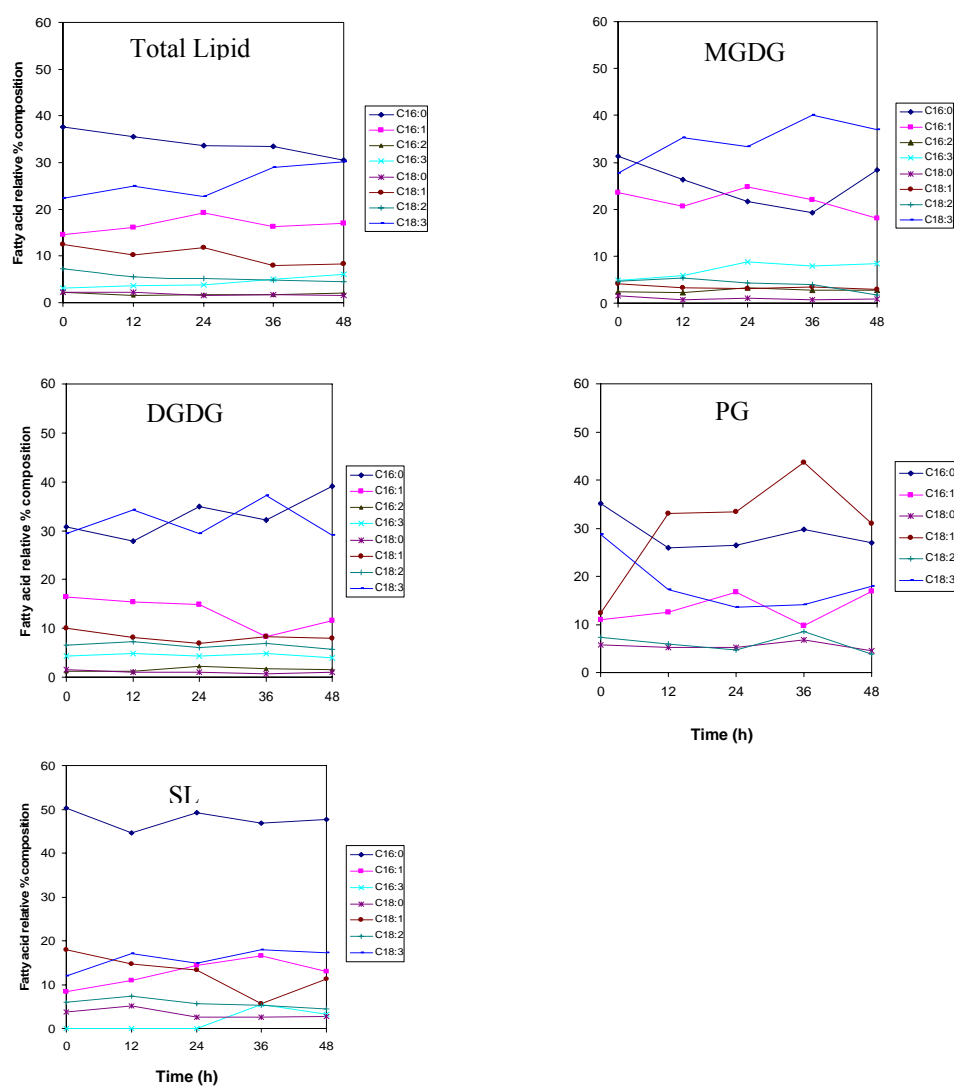 Total Lipid
Fatty acid relative % composition
60
50
40
30
20
10
0
0 12 24 36 48
C16:0
C16:1
C16:2
C16:3
C18:0
C18:1
C18:2
C18:3
MGDG
60
50
40
30
20
10
0
0 12 24 36 48
C16:0
C16:1
C16:2
C16:3
C18:0
C18:1
C18:2
C18:3
DGDG
Fatty acid relative % composition
60
50
40
30
20
10
0
0 12 24 36 48
C16:0
C16:1
C16:2
C16:3
C18:0
C18:1
C18:2
C18:3
PG
60
50
40
30
20
10
0
0 12 24 36 48
Time (h)
C16:0
C16:1
C18:0
C18:1
C18:2
C18:3
SL
Fatty acid relative % composition
60
50
40
30
20
10
0
0 12 24 36 48
Time (h)
C16:0
C16:1
C16:3
C18:0
C18:1
C18:2
C18:3